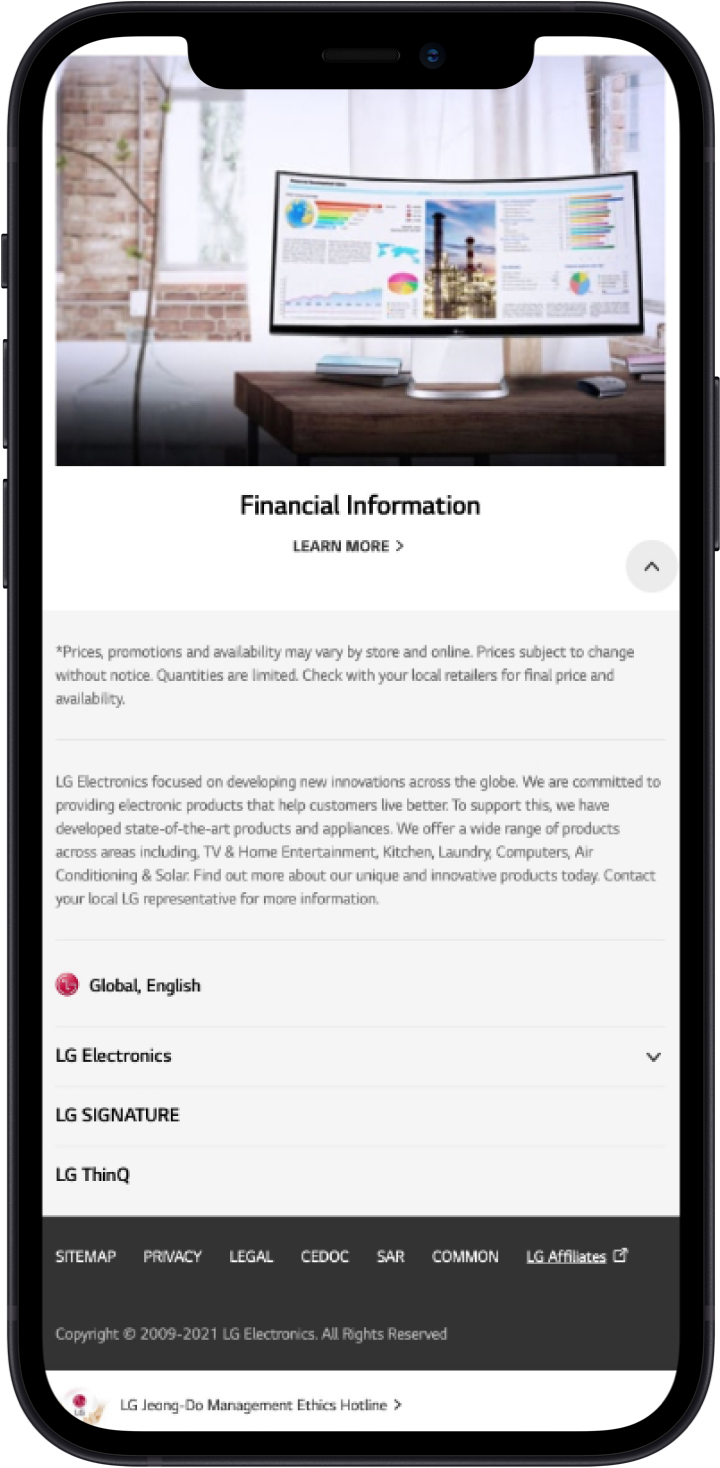 Financial Information
LEARN MORE >
*Prices, promotions and availability may vary by store and online. Prices subject to change
without notice. Quantities are limited. Check with your local retailers for final price and
availability.
LG Electronics focused on developing new innovations across the globe. We are committed to
providing electronic products that help customers live better. To support this, we have
developed state-of-the-art products and appliances. We offer a wide range of products
across areas including, TV & Home Entertainment, Kitchen, Laundry, Computers, Air
Conditioning & Solar. Find out more about our unique and innovative products today. Contact
your local LG representative for more information.
Global, English
LG Electronics
LG SIGNATURE
LG ThinQ
SITEMAP PRIVACY LEGAL CEDOC SAR COMMON LG Affiliates
Copyright © 2009-2021 LG Electronics. All Rights Reserved
LG Jeong-Do Management Ethics Hotline >